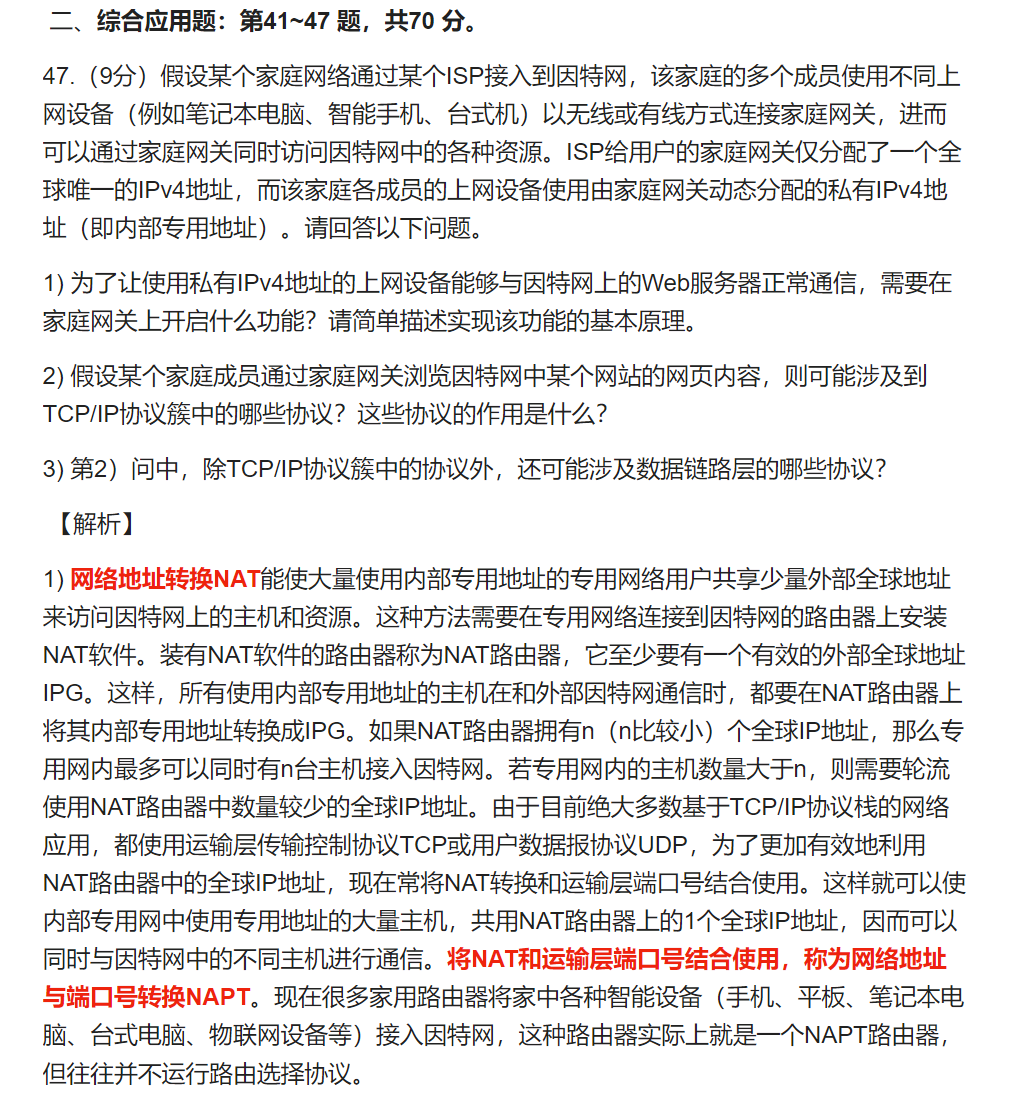 二、综合应用题：第41~47 题，共70 分。
47.（9分）假设某个家庭网络通过某个ISP接入到因特网，该家庭的多个成员使用不同上
网设备（例如笔记本电脑、智能手机、台式机）以无线或有线方式连接家庭网关，进而
可以通过家庭网关同时访问因特网中的各种资源。ISP给用户的家庭网关仅分配了一个全
球唯一的IPv4地址，而该家庭各成员的上网设备使用由家庭网关动态分配的私有IPv4地
址（即内部专用地址）。请回答以下问题。
1) 为了让使用私有IPv4地址的上网设备能够与因特网上的Web服务器正常通信，需要在
家庭网关上开启什么功能？请简单描述实现该功能的基本原理。
2) 假设某个家庭成员通过家庭网关浏览因特网中某个网站的网页内容，则可能涉及到
TCP/IP协议簇中的哪些协议？这些协议的作用是什么？
3) 第2）问中，除TCP/IP协议簇中的协议外，还可能涉及数据链路层的哪些协议？
【解析】
1) 网络地址转换NAT能使大量使用内部专用地址的专用网络用户共享少量外部全球地址
来访问因特网上的主机和资源。这种方法需要在专用网络连接到因特网的路由器上安装
NAT软件。装有NAT软件的路由器称为NAT路由器，它至少要有一个有效的外部全球地址
IPG。这样，所有使用内部专用地址的主机在和外部因特网通信时，都要在NAT路由器上
将其内部专用地址转换成IPG。如果NAT路由器拥有n（n比较小）个全球IP地址，那么专
用网内最多可以同时有n台主机接入因特网。若专用网内的主机数量大于n，则需要轮流
使用NAT路由器中数量较少的全球IP地址。由于目前绝大多数基于TCP/IP协议栈的网络
应用，都使用运输层传输控制协议TCP或用户数据报协议UDP，为了更加有效地利用
NAT路由器中的全球IP地址，现在常将NAT转换和运输层端口号结合使用。这样就可以使
内部专用网中使用专用地址的大量主机，共用NAT路由器上的1个全球IP地址，因而可以
同时与因特网中的不同主机进行通信。将NAT和运输层端口号结合使用，称为网络地址
与端口号转换NAPT。现在很多家用路由器将家中各种智能设备（手机、平板、笔记本电
脑、台式电脑、物联网设备等）接入因特网，这种路由器实际上就是一个NAPT路由器，
但往往并不运行路由选择协议。